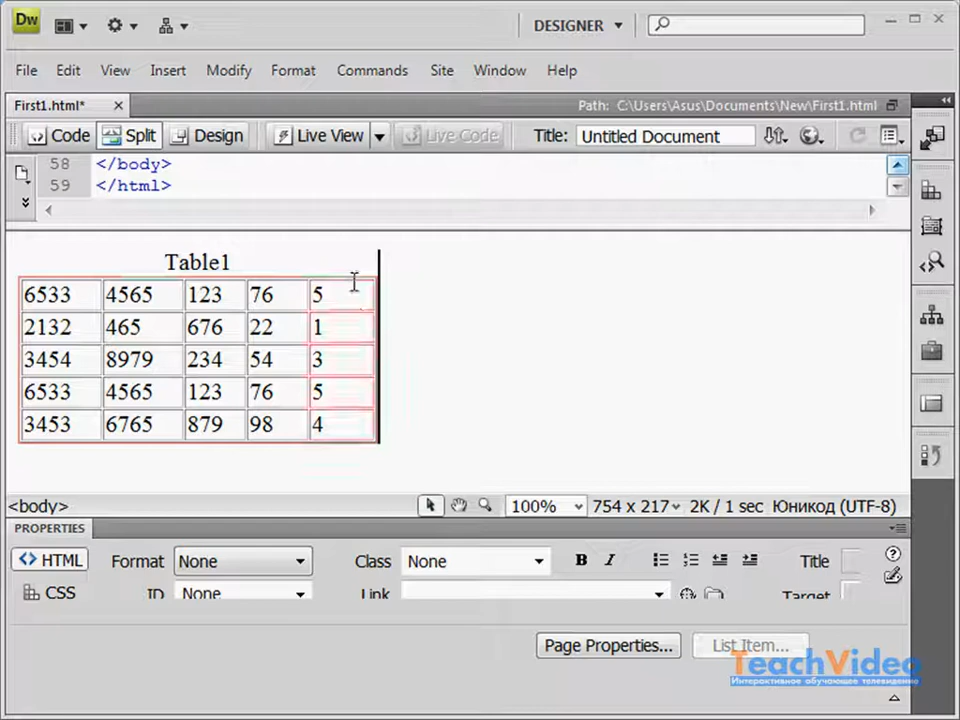 Dw DESIGNER
File Edit View Insert Modify Format Commands Site Window Help
First1.html* Path: C:\Users\Asus\Documents\New\First1.html
Code Split Design Live View Live Code Title: Untitled Document
58 </body>
59 </html>
Table1
6533 4565 123 76 5
2132 465 676 22 1
3454 8979 234 54 3
6533 4565 123 76 5
3453 6765 879 98 4
<body> 100% 754 x 217 2K / 1 sec Юникод (UTF-8)
PROPERTIES
<> HTML Format None Class None B I Title
CSS ID None Link Target
Page Properties... List Item...
TeachVideo
Интерактивное обучающее телевидение